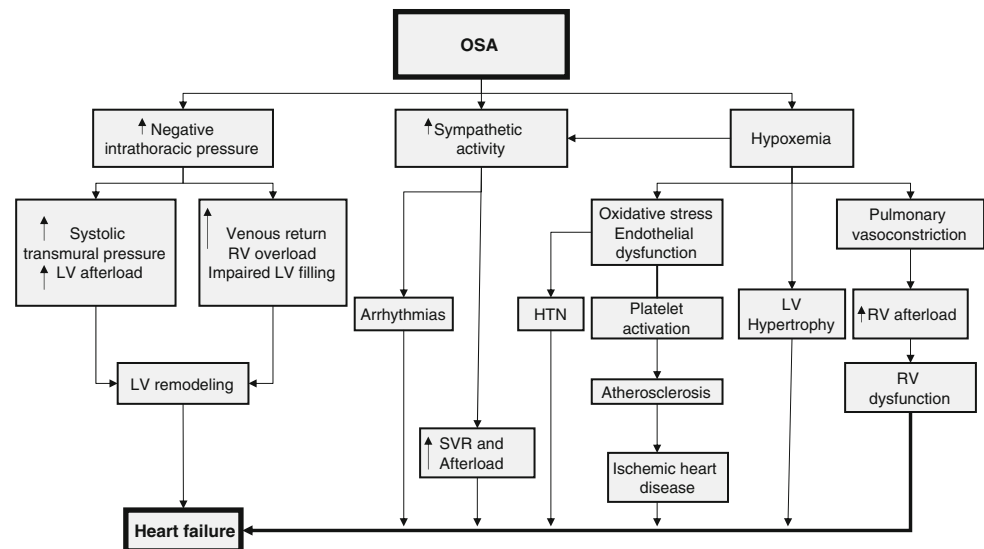 OSA
Negative
intrathoracic pressure
Sympathetic
activity
Hypoxemia
Systolic
transmural pressure
LV afterload
Venous return
RV overload
Impaired LV filling
Oxidative stress
Endothelial
dysfunction
Pulmonary
vasoconstriction
Arrhythmias
HTN
Platelet
activation
LV
Hypertrophy
RV afterload
LV remodeling
Atherosclerosis
RV
dysfunction
SVR and
Afterload
Ischemic heart
disease
Heart failure